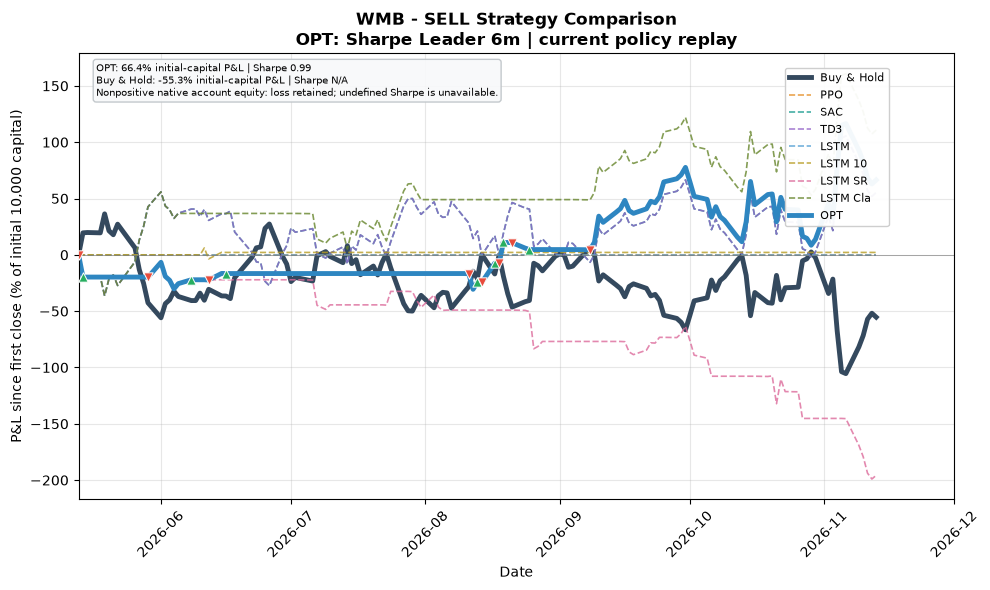 WMB - SELL Strategy Comparison
OPT: Sharpe Leader 6m | current policy replay
OPT: 66.4% initial-capital P&L | Sharpe 0.99
Buy & Hold: -55.3% initial-capital P&L | Sharpe N/A
Nonpositive native account equity: loss retained; undefined Sharpe is unavailable.
Buy & Hold
PPO
SAC
TD3
LSTM
LSTM 10
LSTM SR
LSTM Cla
OPT
P&L since first close (% of initial 10,000 capital)
150
100
50
0
−50
−100
−150
−200
2026-06
2026-07
2026-08
2026-09
2026-10
2026-11
2026-12
Date